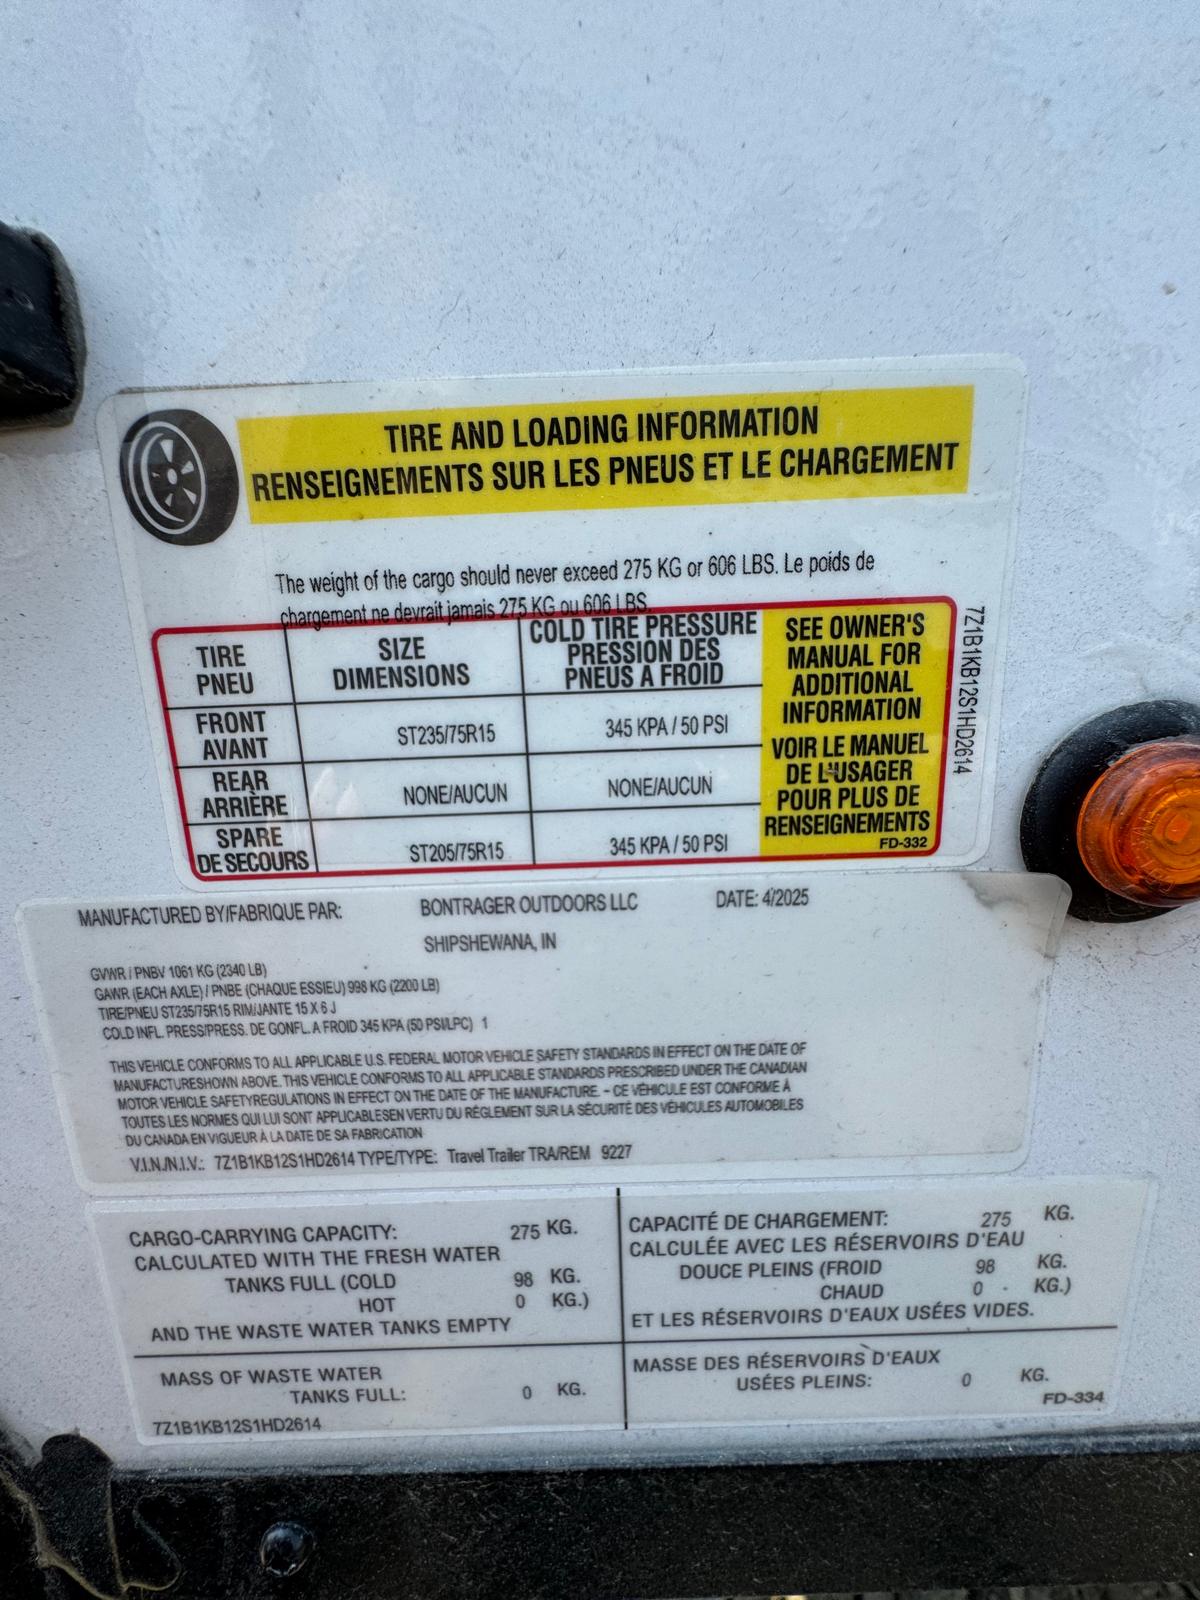 TIRE AND LOADING INFORMATION
RENSEIGNEMENTS SUR LES PNEUS ET LE CHARGEMENT
The weight of the cargo should never exceed 275 KG or 606 LBS. Le poids de
chargement ne devrait jamais 275 KG ou 606 LBS.
TIRE PNEU SIZE DIMENSIONS COLD TIRE PRESSURE PRESSION DES PNEUS A FROID
FRONT AVANT ST235/75R15 345 KPA / 50 PSI
REAR ARRIÈRE NONE/AUCUN NONE/AUCUN
SPARE DE SECOURS ST205/75R15 345 KPA / 50 PSI
SEE OWNER'S
MANUAL FOR
ADDITIONAL
INFORMATION
VOIR LE MANUEL
DE L'USAGER
POUR PLUS DE
RENSEIGNEMENTS
FD-332
7Z1B1KB12S1HD2614
MANUFACTURED BY/FABRIQUE PAR: BONTRAGER OUTDOORS LLC DATE: 4/2025
SHIPSHEWANA, IN
GVWR / PNBV 1061 KG (2340 LB)
GAWR (EACH AXLE) / PNBE (CHAQUE ESSIEU) 998 KG (2200 LB)
TIRE/PNEU ST235/75R15 RIM/JANTE 15 X 6 J
COLD INFL. PRESS/PRESS. DE GONFL. A FROID 345 KPA (50 PSI/LPC) 1
THIS VEHICLE CONFORMS TO ALL APPLICABLE U.S. FEDERAL MOTOR VEHICLE SAFETY STANDARDS IN EFFECT ON THE DATE OF
MANUFACTURESHOWN ABOVE. THIS VEHICLE CONFORMS TO ALL APPLICABLE STANDARDS PRESCRIBED UNDER THE CANADIAN
MOTOR VEHICLE SAFETYREGULATIONS IN EFFECT ON THE DATE OF THE MANUFACTURE. – CE VÉHICULE EST CONFORME À
TOUTES LES NORMES QUI LUI SONT APPLICABLESEN VERTU DU RÈGLEMENT SUR LA SÉCURITÉ DES VÉHICULES AUTOMOBILES
DU CANADA EN VIGUEUR À LA DATE DE SA FABRICATION
V.I.N./N.I.V.: 7Z1B1KB12S1HD2614 TYPE/TYPE: Travel Trailer TRA/REM 9227
CARGO-CARRYING CAPACITY: 275 KG.
CALCULATED WITH THE FRESH WATER
TANKS FULL (COLD 98 KG.
HOT 0 KG.)
AND THE WASTE WATER TANKS EMPTY
CAPACITÉ DE CHARGEMENT: 275 KG.
CALCULÉE AVEC LES RÉSERVOIRS D'EAU
DOUCE PLEINS (FROID 98 KG.
CHAUD 0 KG.)
ET LES RÉSERVOIRS D'EAUX USÉES VIDES.
MASS OF WASTE WATER
TANKS FULL: 0 KG.
MASSE DES RÉSERVOIRS D'EAUX
USÉES PLEINS: 0 KG.
7Z1B1KB12S1HD2614
FD-334